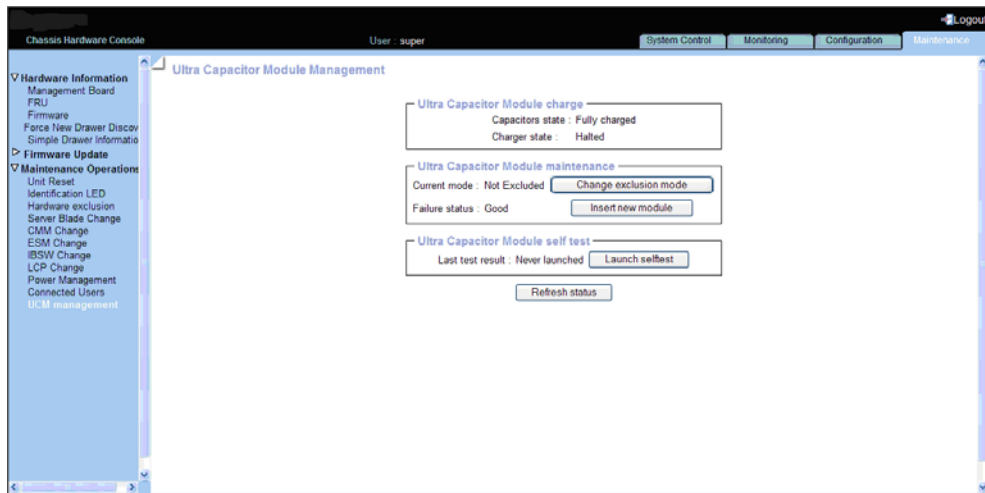 Logout
Chassis Hardware Console
User : super
System Control
Monitoring
Configuration
Maintenance
Hardware Information
Management Board
FRU
Firmware
Force New Drawer Discov
Simple Drawer Informatio
Firmware Update
Maintenance Operations
Unit Reset
Identification LED
Hardware exclusion
Server Blade Change
CMM Change
ESM Change
IBSW Change
LCP Change
Power Management
Connected Users
UCM management
Ultra Capacitor Module Management
Ultra Capacitor Module charge
Capacitors state : Fully charged
Charger state : Halted
Ultra Capacitor Module maintenance
Current mode : Not Excluded Change exclusion mode
Failure status : Good Insert new module
Ultra Capacitor Module self test
Last test result : Never launched Launch selftest
Refresh status